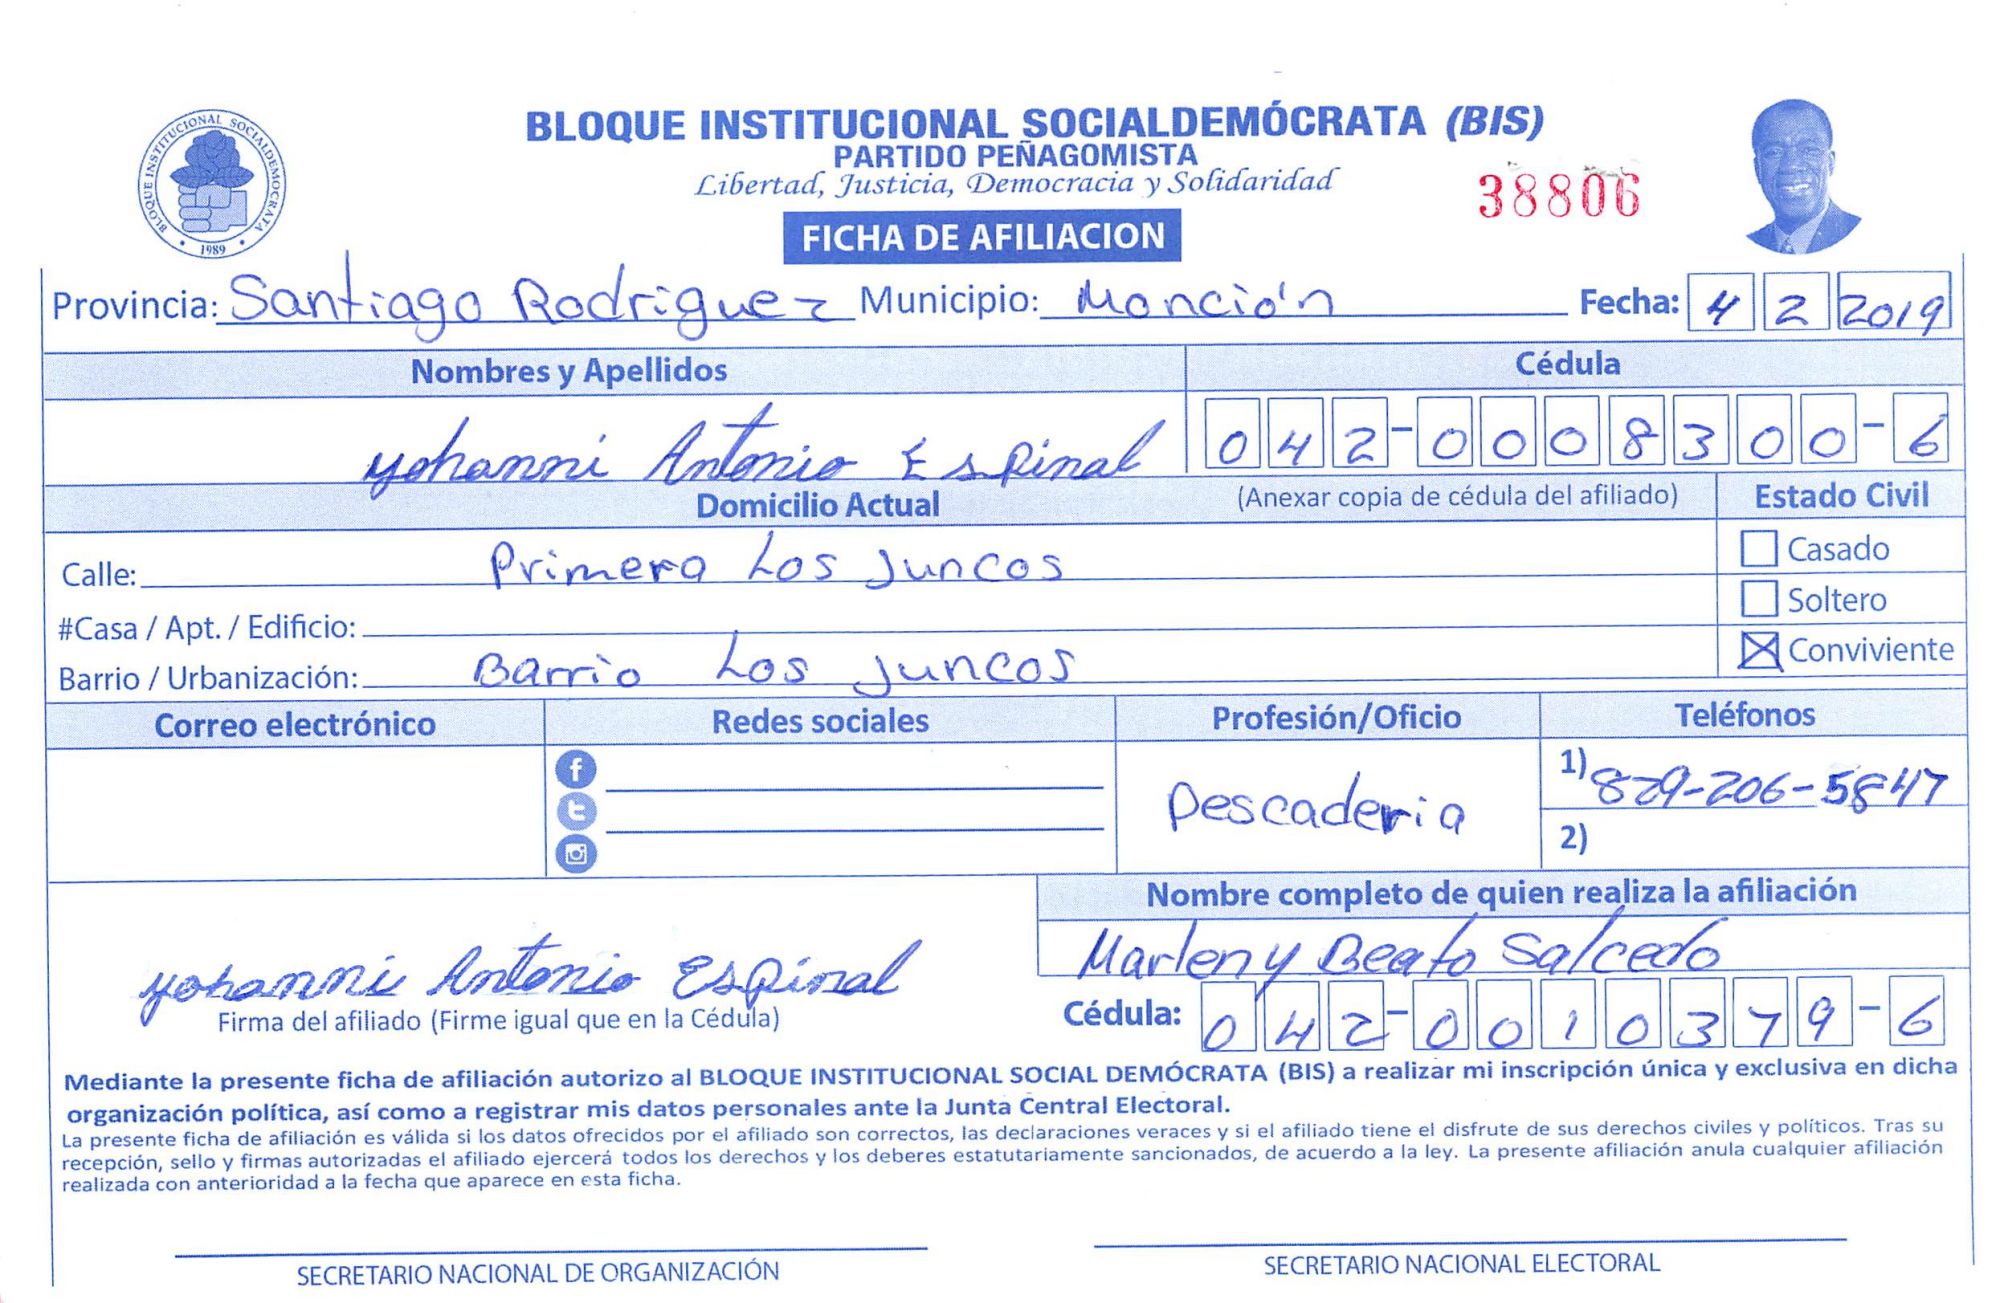 BLOQUE INSTITUCIONAL SOCIALDEMÓCRATA
1989
BLOQUE INSTITUCIONAL SOCIALDEMÓCRATA (BIS)
PARTIDO PEÑAGOMISTA
Libertad, Justicia, Democracia y Solidaridad
38806
FICHA DE AFILIACION
Provincia: Santiago Rodriguez Municipio: Monción Fecha: 4 2 2019
Nombres y Apellidos Cédula
Yohanni Antonio Espinal 042-0008300-6
Domicilio Actual (Anexar copia de cédula del afiliado) Estado Civil
Calle: Primera Los Juncos Casado
#Casa / Apt. / Edificio: Soltero
Barrio / Urbanización: Barrio Los Juncos Conviviente
Correo electrónico Redes sociales Profesión/Oficio Teléfonos
Pescaderia 1) 829-206-5847
2)
Nombre completo de quien realiza la afiliación
Marleny Beato Salcedo
Yohanni Antonio Espinal
Firma del afiliado (Firme igual que en la Cédula) Cédula: 042-0010379-6
Mediante la presente ficha de afiliación autorizo al BLOQUE INSTITUCIONAL SOCIAL DEMÓCRATA (BIS) a realizar mi inscripción única y exclusiva en dicha
organización política, así como a registrar mis datos personales ante la Junta Central Electoral.
La presente ficha de afiliación es válida si los datos ofrecidos por el afiliado son correctos, las declaraciones veraces y si el afiliado tiene el disfrute de sus derechos civiles y políticos. Tras su
recepción, sello y firmas autorizadas el afiliado ejercerá todos los derechos y los deberes estatutariamente sancionados, de acuerdo a la ley. La presente afiliación anula cualquier afiliación
realizada con anterioridad a la fecha que aparece en esta ficha.
SECRETARIO NACIONAL DE ORGANIZACIÓN SECRETARIO NACIONAL ELECTORAL